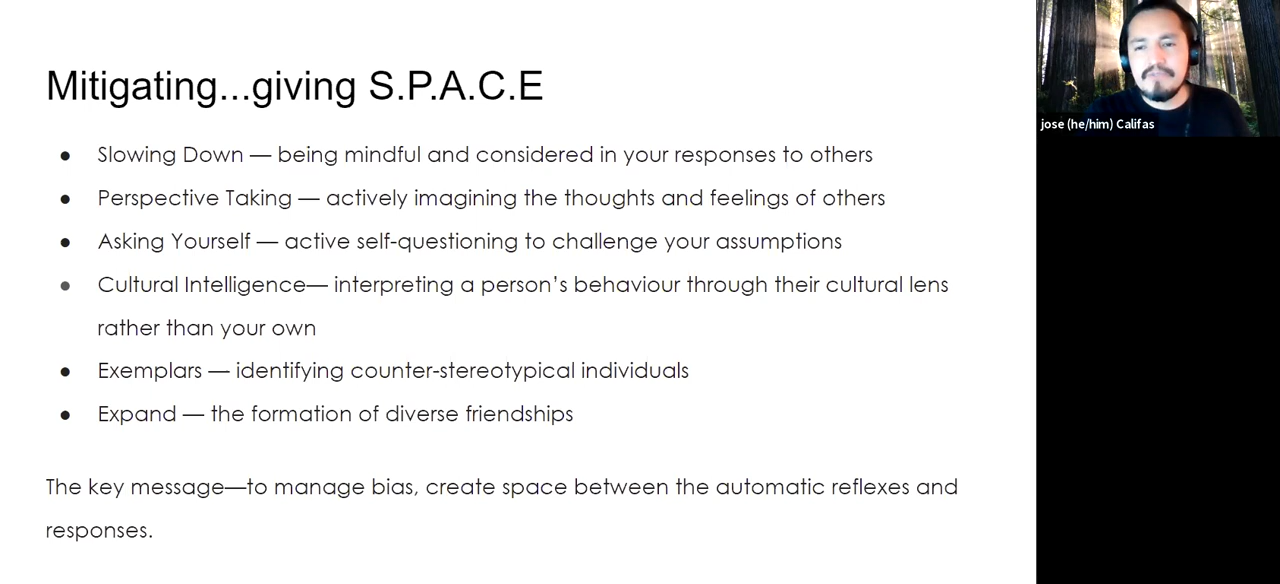 Mitigating...giving S.P.A.C.E
● Slowing Down — being mindful and considered in your responses to others
● Perspective Taking — actively imagining the thoughts and feelings of others
● Asking Yourself — active self-questioning to challenge your assumptions
● Cultural Intelligence— interpreting a person’s behaviour through their cultural lens
rather than your own
● Exemplars — identifying counter-stereotypical individuals
● Expand — the formation of diverse friendships
The key message—to manage bias, create space between the automatic reflexes and
responses.
jose (he/him) Califas